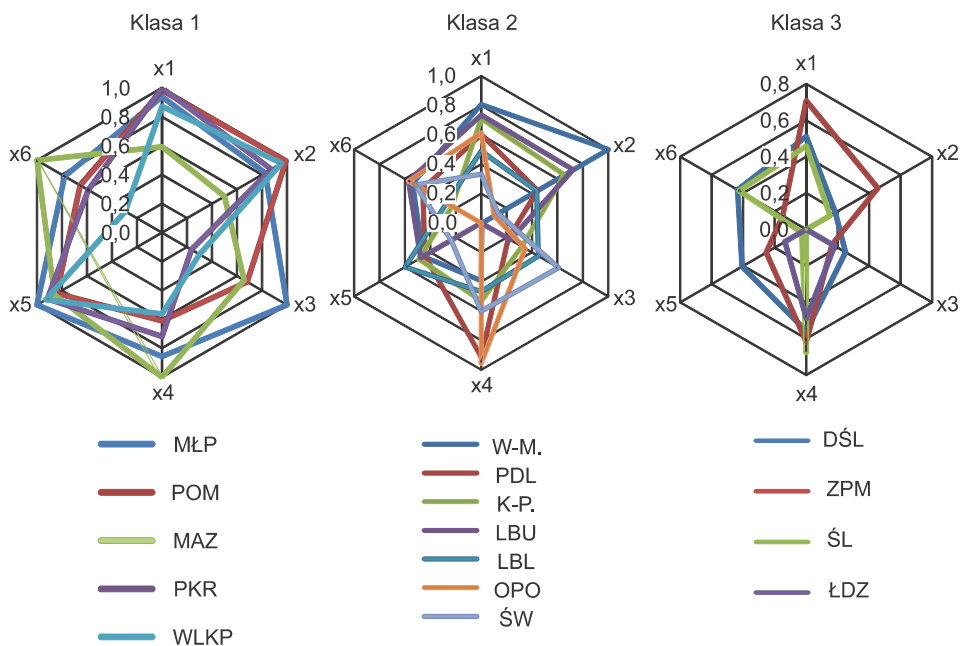 Klasa 1
x1
1,0
0,8
0,6
0,4
0,2
0,0
x2
x3
x4
x5
x6
MŁP
POM
MAZ
PKR
WLKP
Klasa 2
x1
1,0
0,8
0,6
0,4
0,2
0,0
x2
x3
x4
x5
x6
W-M.
PDL
K-P.
LBU
LBL
OPO
ŚW
Klasa 3
x1
0,8
0,6
0,4
0,2
0,0
x2
x3
x4
x5
x6
DŚL
ZPM
ŚL
ŁDZ